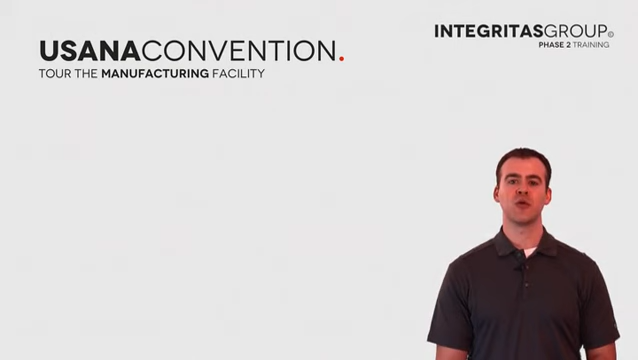 USANACONVENTION.
TOUR THE MANUFACTURING FACILITY
INTEGRITASGROUP©
PHASE 2 TRAINING